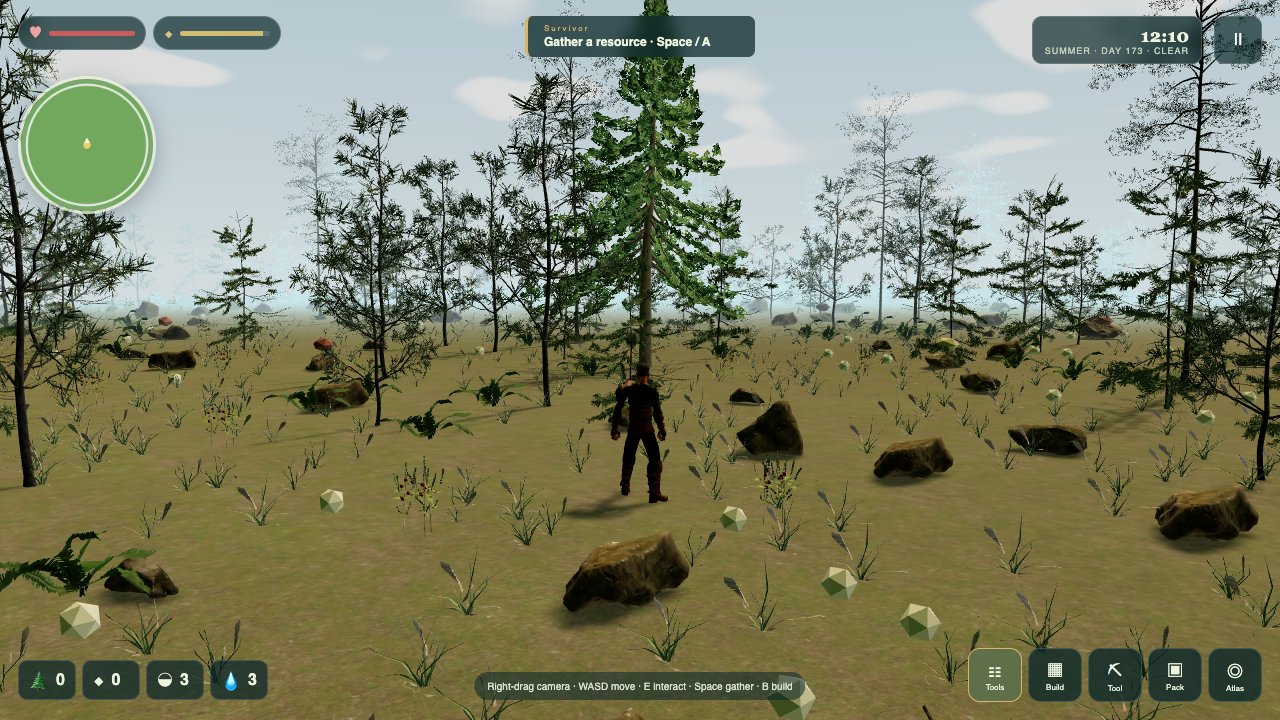 Survivor
Gather a resource · Space / A
12:10
SUMMER · DAY 173 · CLEAR
0
0
3
3
Right-drag camera · WASD move · E interact · Space gather · B build
Tools
Build
Tool
Pack
Atlas